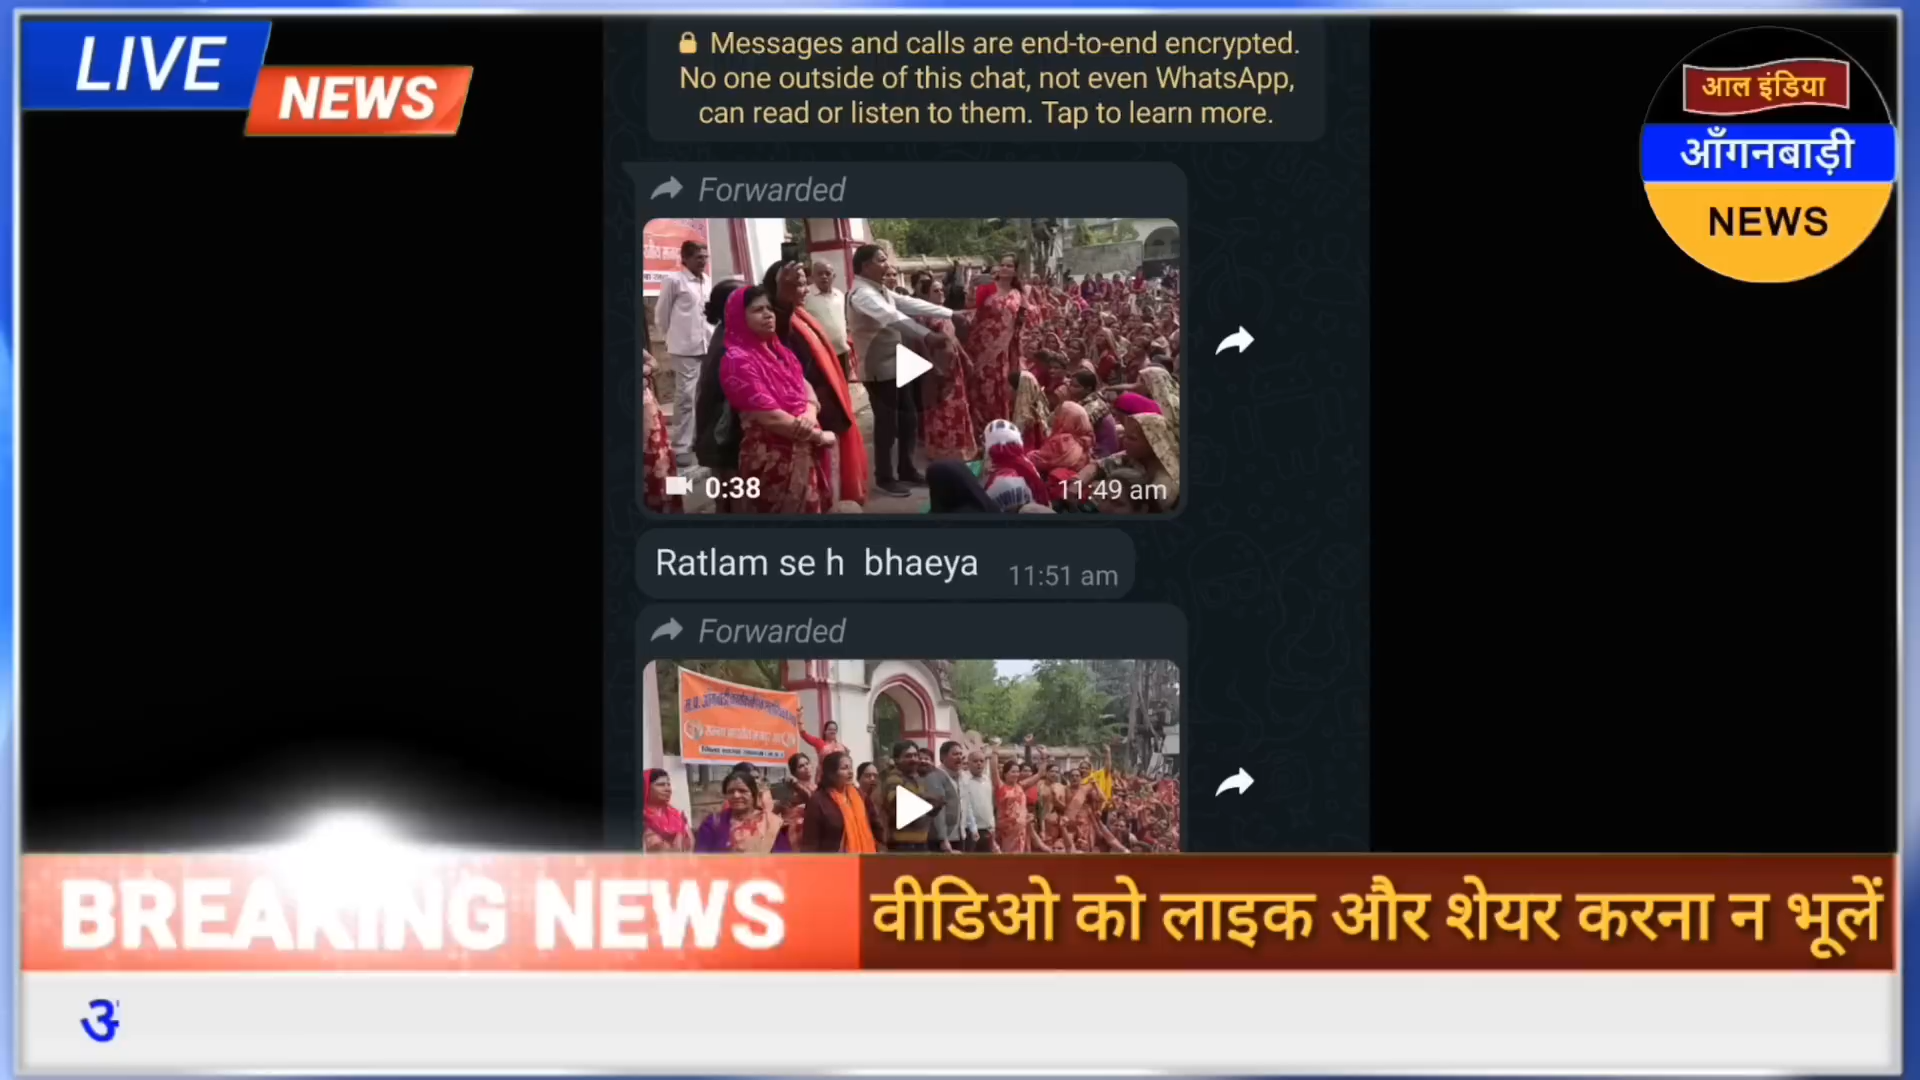 LIVE
NEWS
Messages and calls are end-to-end encrypted.
No one outside of this chat, not even WhatsApp,
can read or listen to them. Tap to learn more.
आल इंडिया
आँगनबाड़ी
NEWS
Forwarded
0:38
11:49 am
Ratlam se h bhaeya
11:51 am
Forwarded
BREAKING NEWS
वीडिओ को लाइक और शेयर करना न भूलें